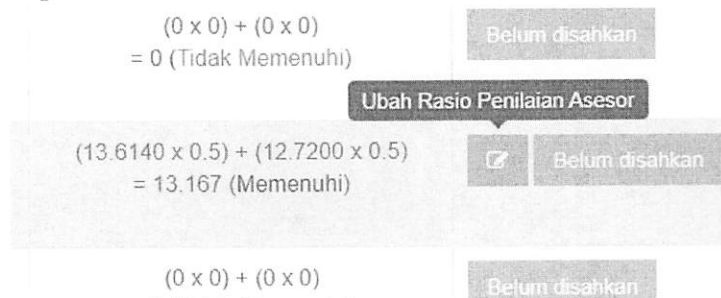 (0 x 0) + (0 x 0)
Belum disahkan
= 0 (Tidak Memenuhi)
Ubah Rasio Penilaian Asesor
(13.6140 x 0.5) + (12.7200 x 0.5)
Belum disahkan
= 13.167 (Memenuhi)
(0 x 0) + (0 x 0)
Belum disahkan